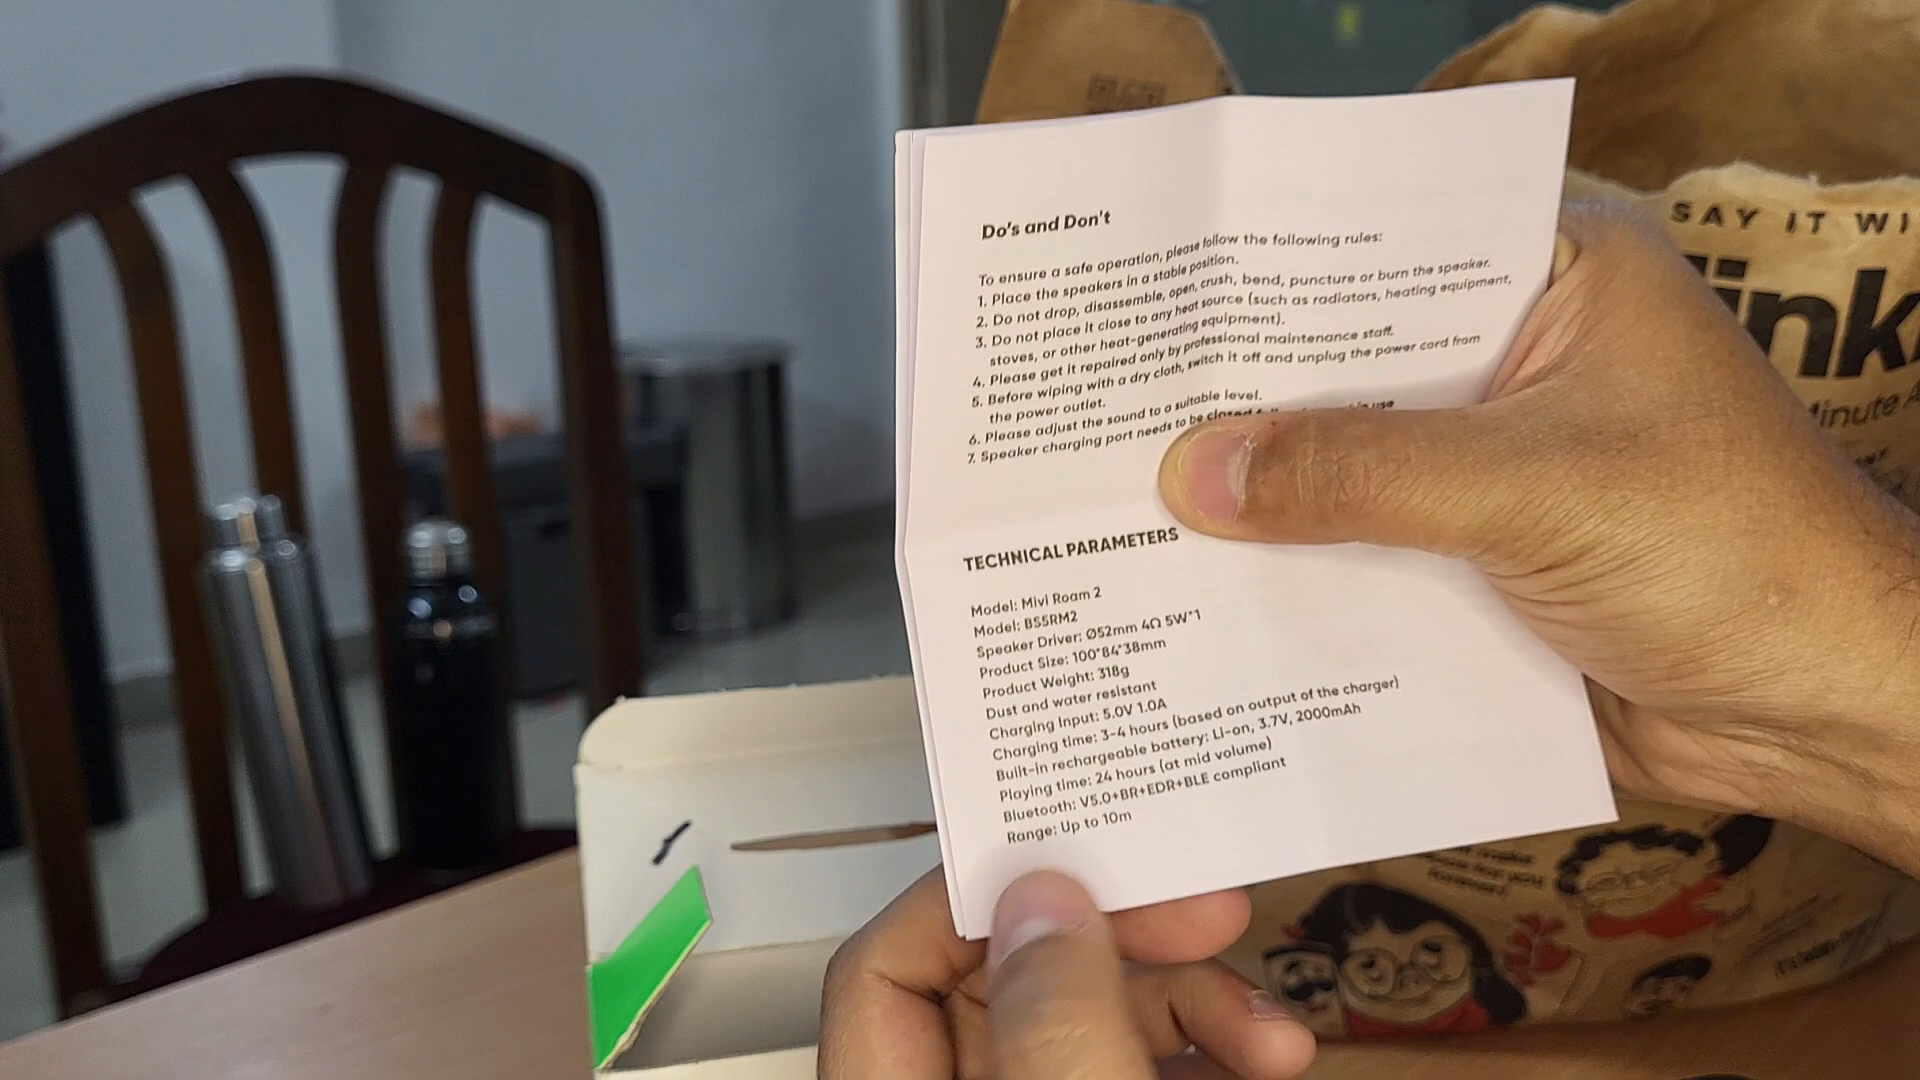 Do's and Don't
To ensure a safe operation, please follow the following rules:
1. Place the speakers in a stable position.
2. Do not drop, disassemble, open, crush, bend, puncture or burn the speaker.
3. Do not place it close to any heat source (such as radiators, heating equipment,
stoves, or other heat-generating equipment).
4. Please get it repaired only by professional maintenance staff.
5. Before wiping with a dry cloth, switch it off and unplug the power cord from
the power outlet.
6. Please adjust the sound to a suitable level.
7. Speaker charging port needs to be closed use
TECHNICAL PARAMETERS
Model: Mivi Roam 2
Model: BS5RM2
Speaker Driver: Ø52mm 4Ω 5W*1
Product Size: 100*84*38mm
Product Weight: 318g
Dust and water resistant
Charging Input: 5.0V 1.0A
Charging time: 3-4 hours (based on output of the charger)
Built-in rechargeable battery: Li-on, 3.7V, 2000mAh
Playing time: 24 hours (at mid volume)
Bluetooth: V5.0+BR+EDR+BLE compliant
Range: Up to 10m
SAY IT WI
link
minute